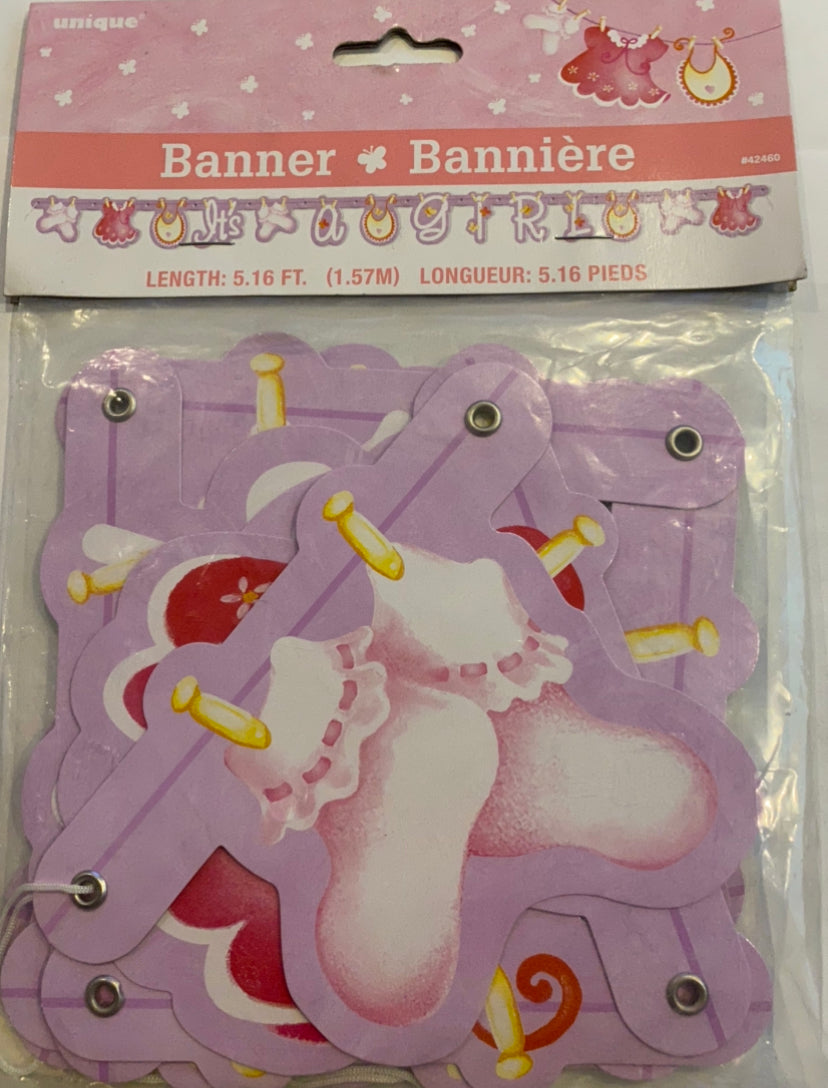 unique
Banner Bannière
#42460
It's a GIRL
LENGTH: 5.16 FT. (1.57M) LONGUEUR: 5.16 PIEDS